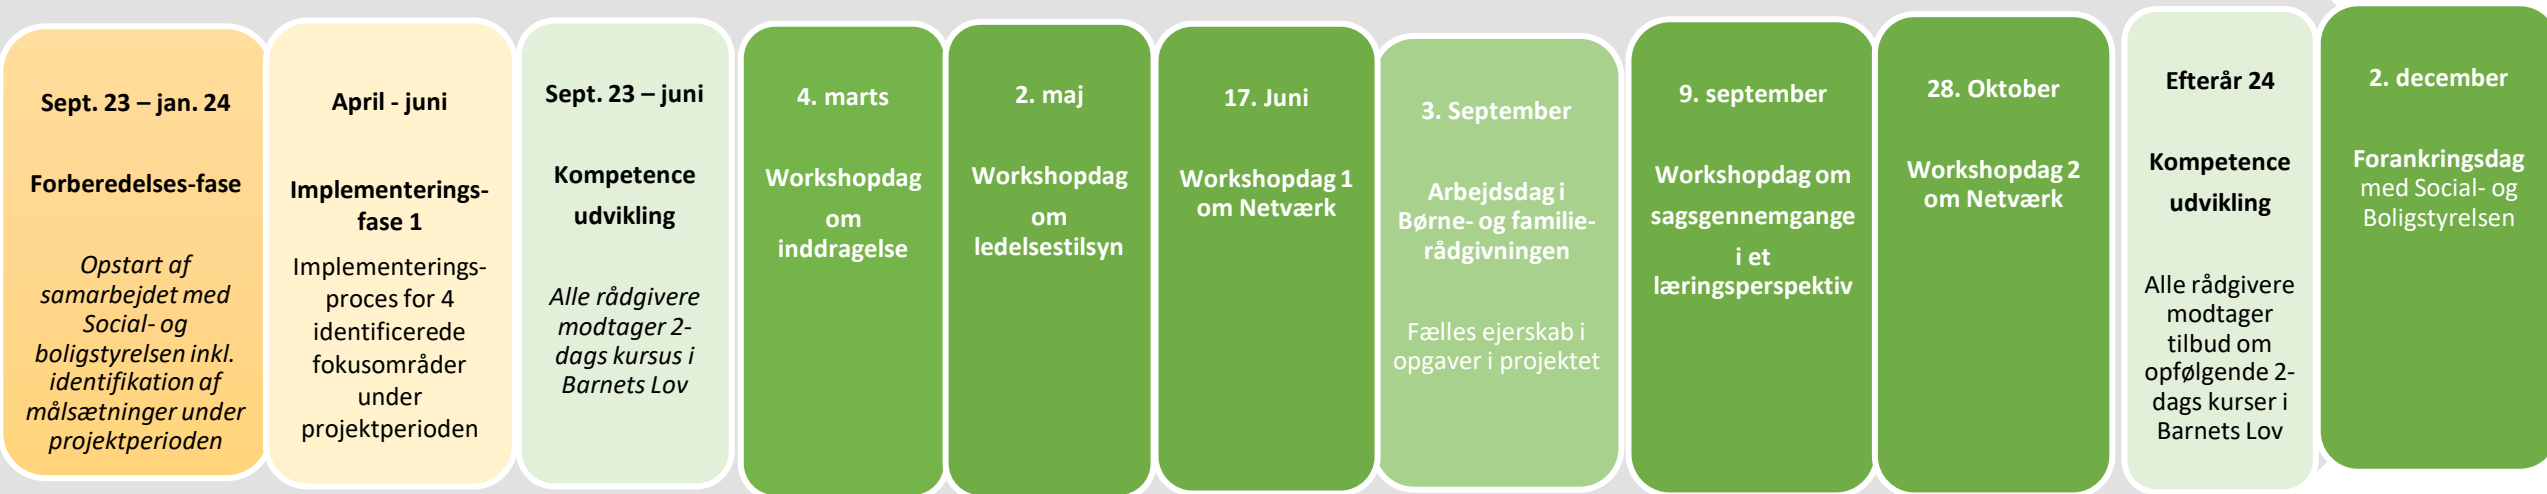 Sept. 23 – jan. 24
Forberedelses-fase
Opstart af
samarbejdet med
Social- og
boligstyrelsen inkl.
identifikation af
målsætninger under
projektperioden
April - juni
Implementerings-
fase 1
Implementerings-
proces for 4
identificerede
fokusområder
under
projektperioden
Sept. 23 – juni
Kompetence
udvikling
Alle rådgivere
modtager 2-
dags kursus i
Barnets Lov
4. marts
Workshopdag
om
inddragelse
2. maj
Workshopdag
om
ledelsestilsyn
17. Juni
Workshopdag 1
om Netværk
3. September
Arbejdsdag i
Børne- og familie-
rådgivningen
Fælles ejerskab i
opgaver i projektet
9. september
Workshopdag om
sagsgennemgange
i et
læringsperspektiv
28. Oktober
Workshopdag 2
om Netværk
Efterår 24
Kompetence
udvikling
Alle rådgivere
modtager
tilbud om
opfølgende 2-
dags kurser i
Barnets Lov
2. december
Forankringsdag
med Social- og
Boligstyrelsen